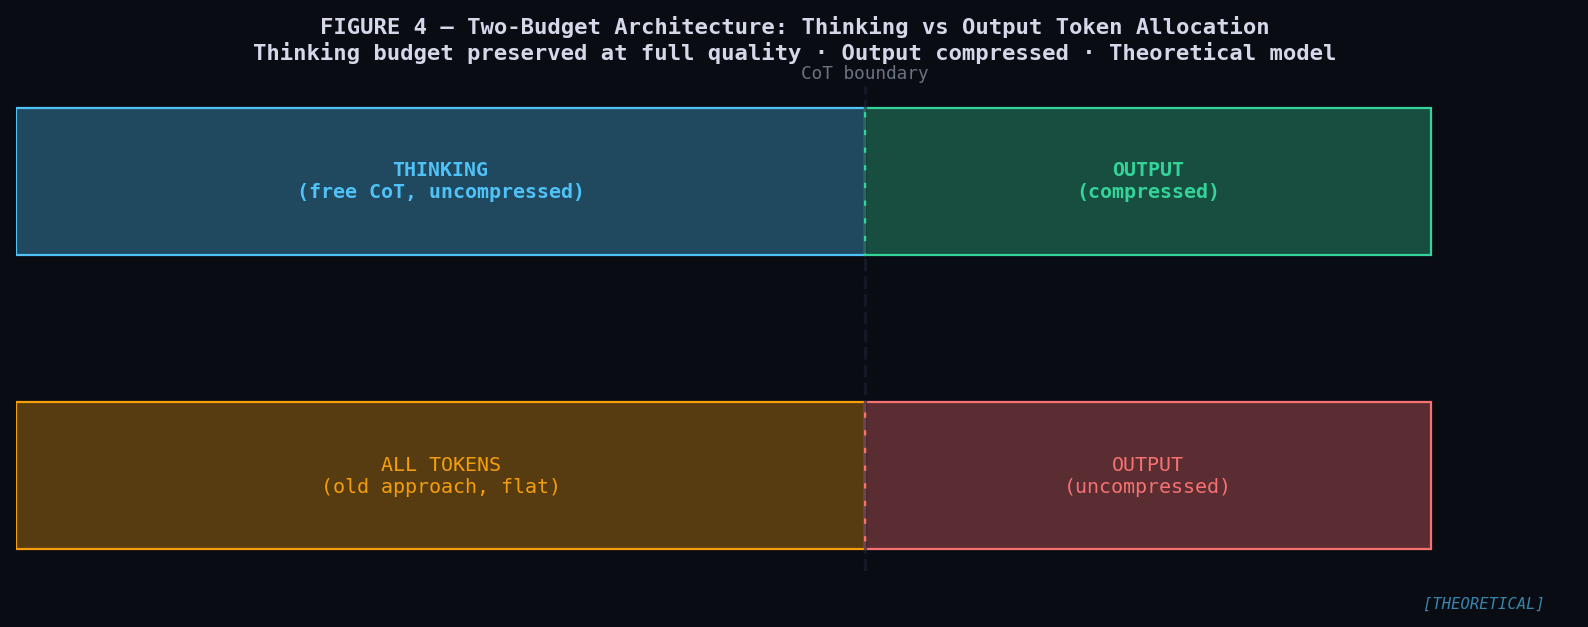 FIGURE 4 — Two-Budget Architecture: Thinking vs Output Token Allocation
Thinking budget preserved at full quality · Output compressed · Theoretical model
CoT boundary
THINKING
(free CoT, uncompressed)
OUTPUT
(compressed)
ALL TOKENS
(old approach, flat)
OUTPUT
(uncompressed)
[THEORETICAL]